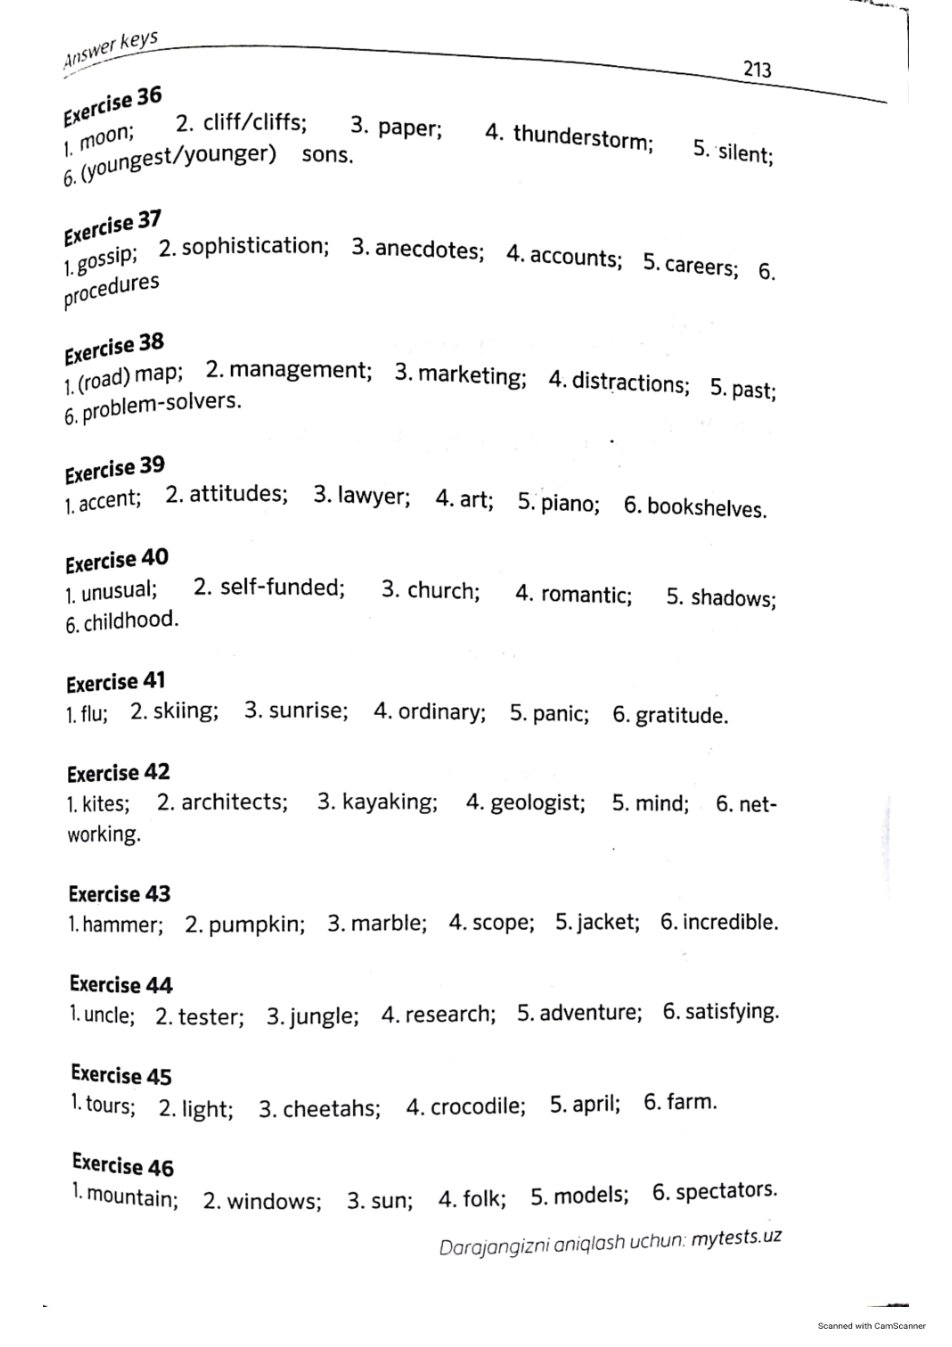 Answer keys
213
Exercise 36
1. moon; 2. cliff/cliffs; 3. paper; 4. thunderstorm; 5. silent;
6. (youngest/younger) sons.
Exercise 37
1. gossip; 2. sophistication; 3. anecdotes; 4. accounts; 5. careers; 6.
procedures
Exercise 38
1. (road) map; 2. management; 3. marketing; 4. distractions; 5. past;
6. problem-solvers.
Exercise 39
1. accent; 2. attitudes; 3. lawyer; 4. art; 5. piano; 6. bookshelves.
Exercise 40
1. unusual; 2. self-funded; 3. church; 4. romantic; 5. shadows;
6. childhood.
Exercise 41
1. flu; 2. skiing; 3. sunrise; 4. ordinary; 5. panic; 6. gratitude.
Exercise 42
1. kites; 2. architects; 3. kayaking; 4. geologist; 5. mind; 6. net-
working.
Exercise 43
1. hammer; 2. pumpkin; 3. marble; 4. scope; 5. jacket; 6. incredible.
Exercise 44
1. uncle; 2. tester; 3. jungle; 4. research; 5. adventure; 6. satisfying.
Exercise 45
1. tours; 2. light; 3. cheetahs; 4. crocodile; 5. april; 6. farm.
Exercise 46
1. mountain; 2. windows; 3. sun; 4. folk; 5. models; 6. spectators.
Darajangizni aniqlash uchun: mytests.uz
Scanned with CamScanner